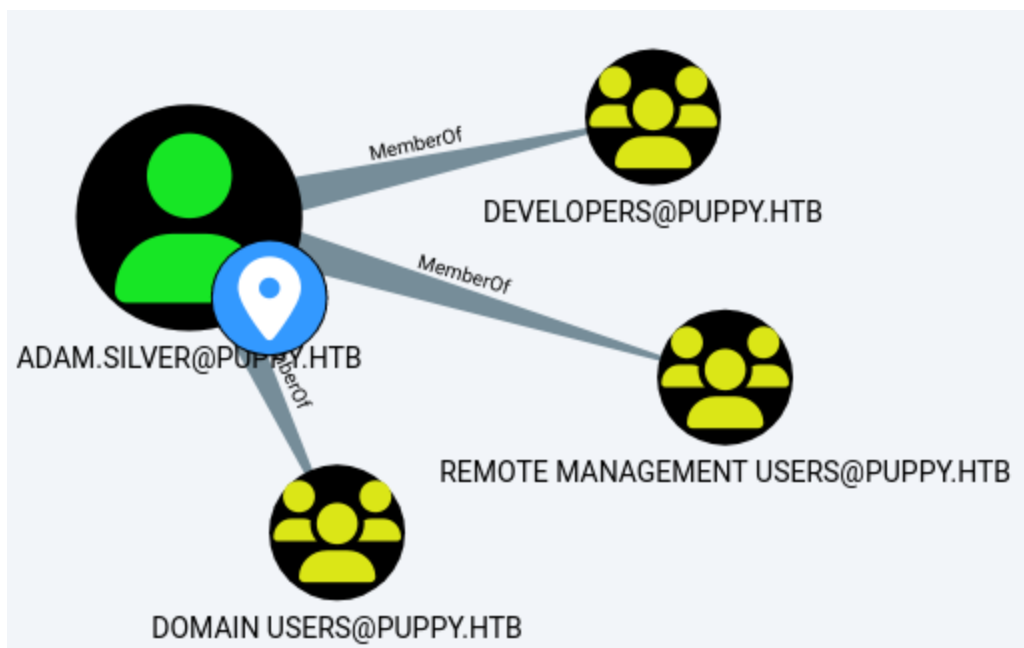 MemberOf
DEVELOPERS@PUPPY.HTB
MemberOf
ADAM.SILVER@PUPPY.HTB
REMOTE MANAGEMENT USERS@PUPPY.HTB
DOMAIN USERS@PUPPY.HTB